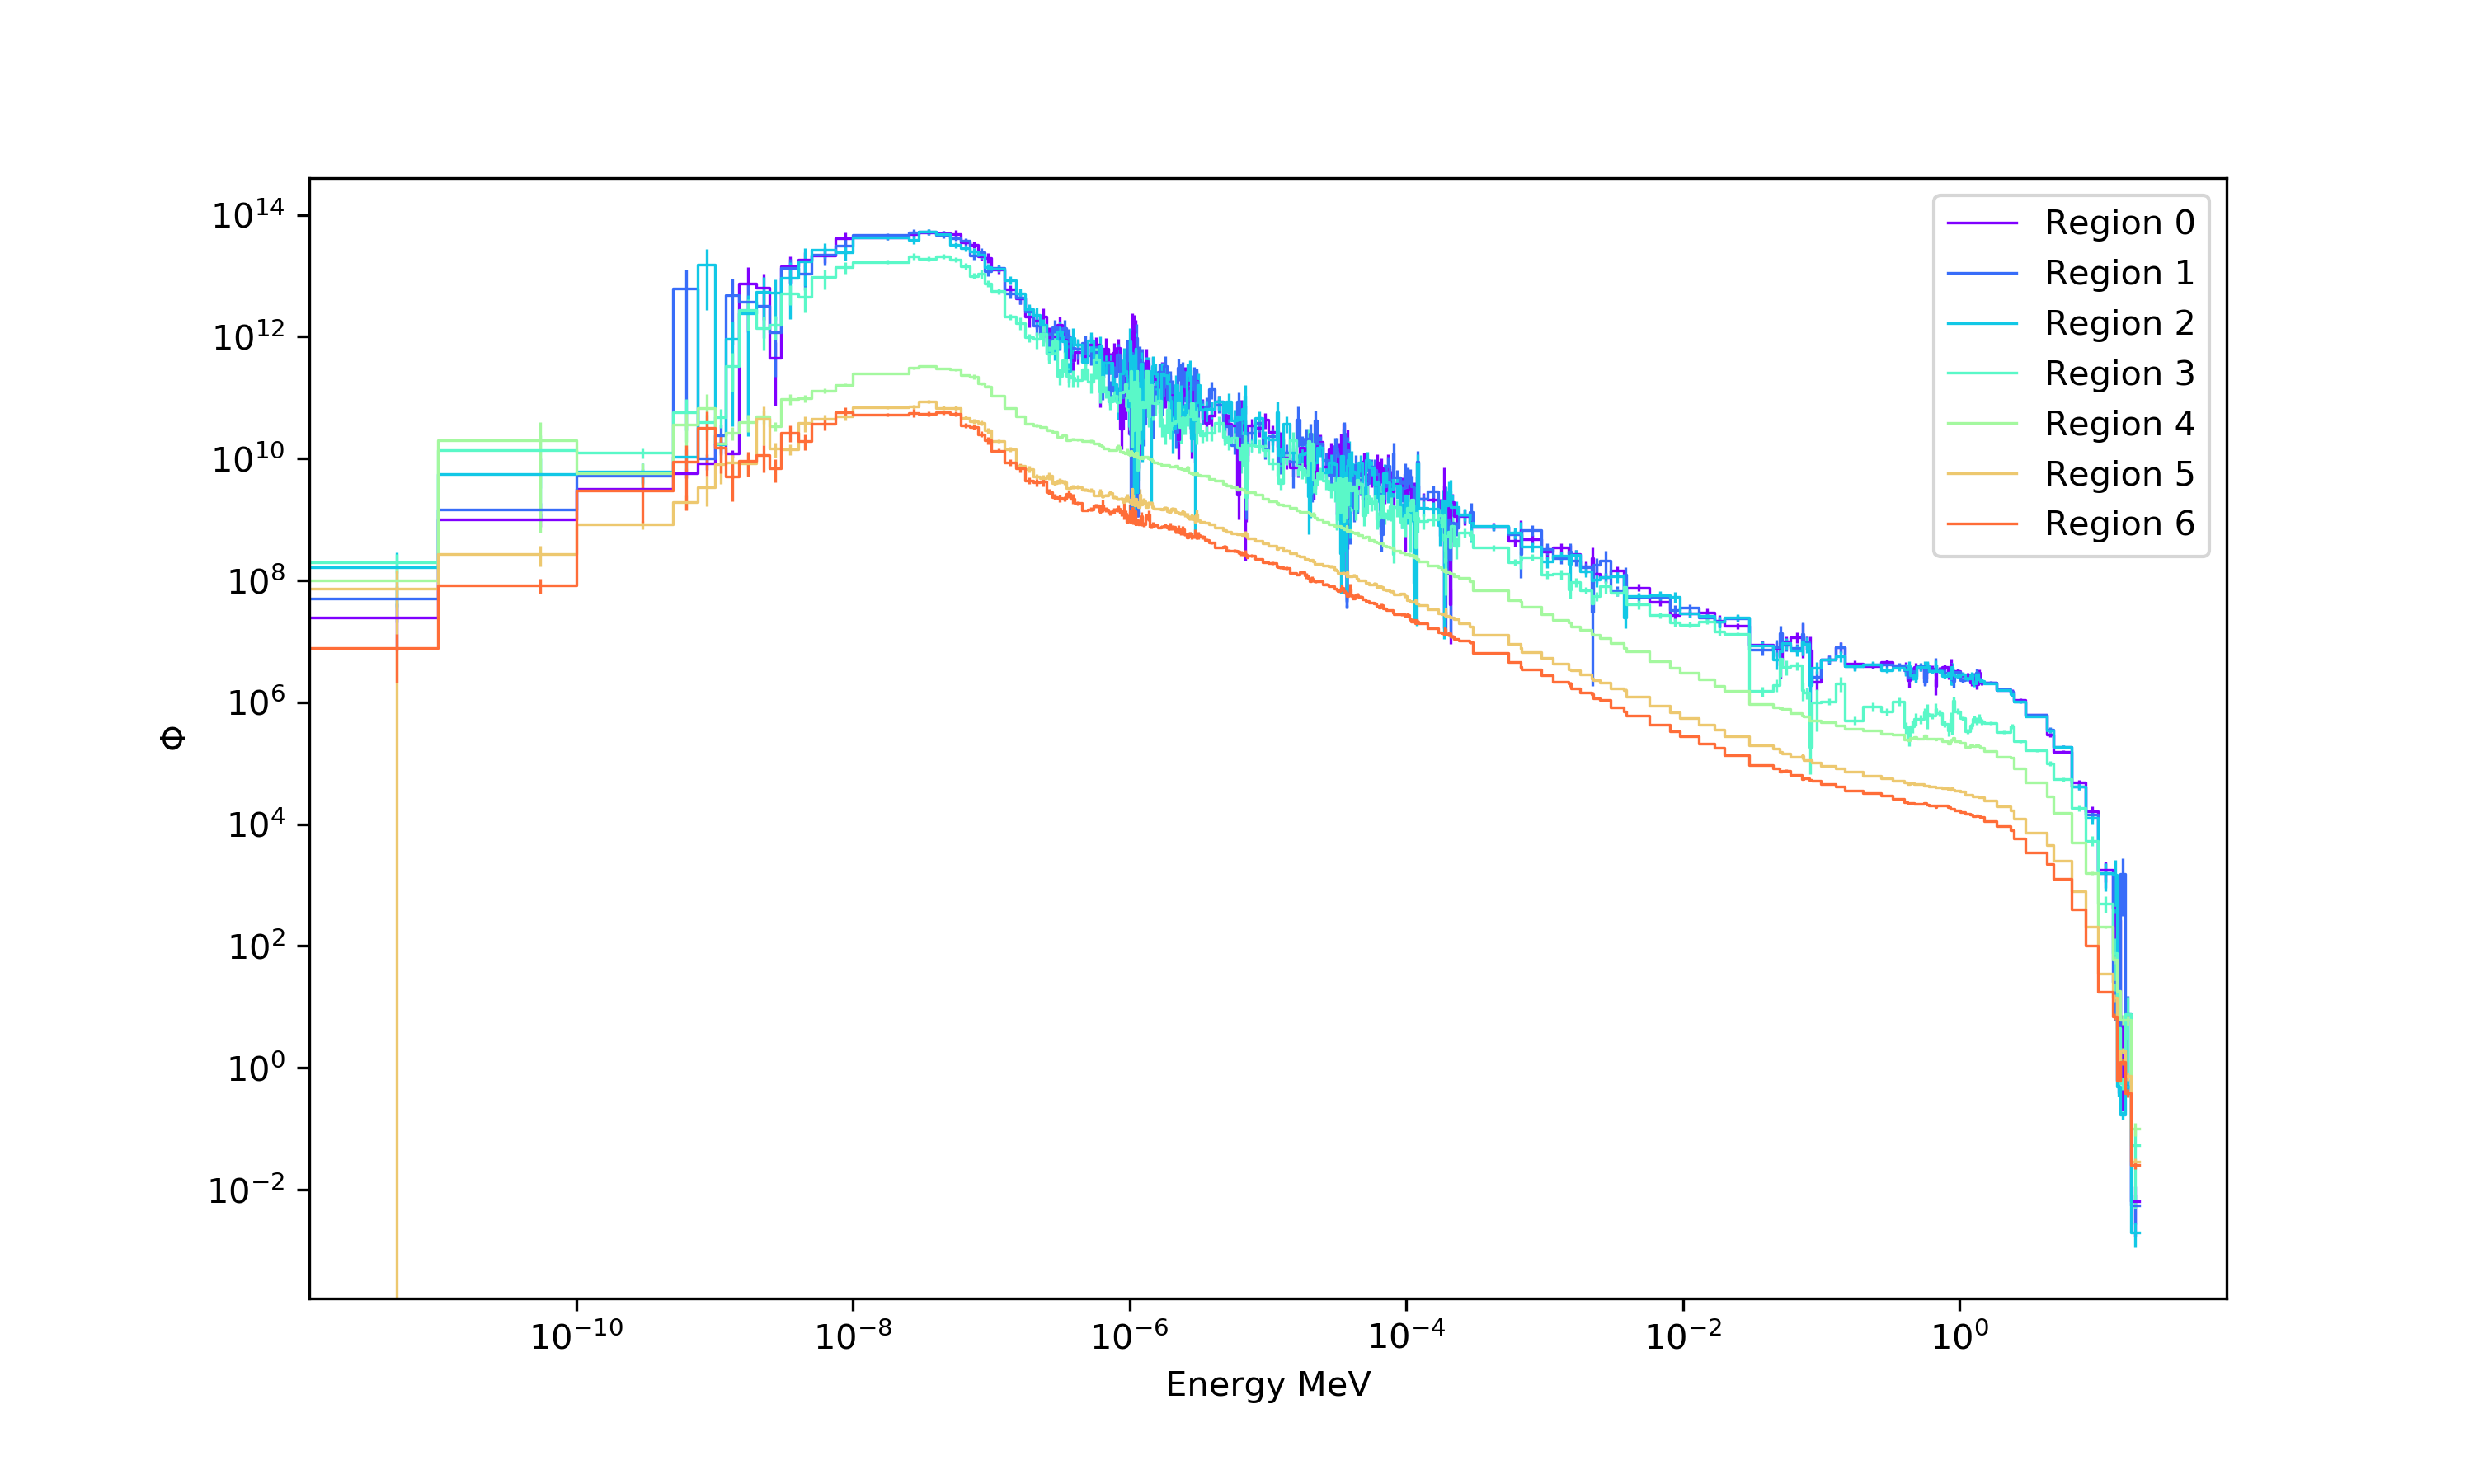 10¹⁴
10¹²
10¹⁰
10⁸
10⁶
10⁴
10²
10⁰
10⁻²
Φ
Region 0
Region 1
Region 2
Region 3
Region 4
Region 5
Region 6
10⁻¹⁰ 10⁻⁸ 10⁻⁶ 10⁻⁴ 10⁻² 10⁰
Energy MeV